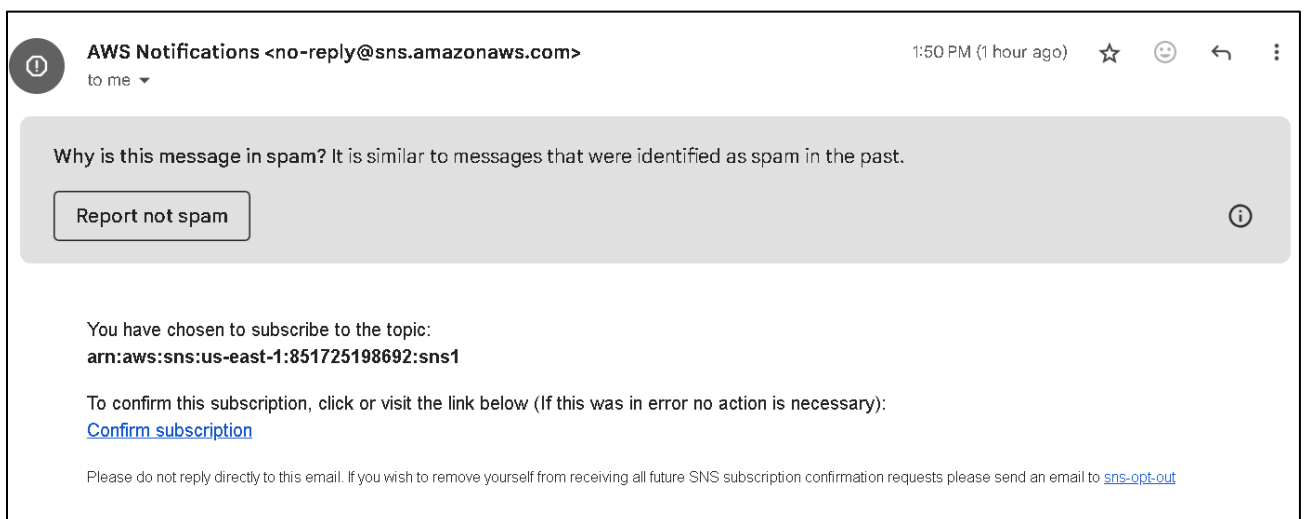 AWS Notifications <no-reply@sns.amazonaws.com>
1:50 PM (1 hour ago)
to me
Why is this message in spam? It is similar to messages that were identified as spam in the past.
Report not spam
You have chosen to subscribe to the topic:
arn:aws:sns:us-east-1:851725198692:sns1
To confirm this subscription, click or visit the link below (If this was in error no action is necessary):
Confirm subscription
Please do not reply directly to this email. If you wish to remove yourself from receiving all future SNS subscription confirmation requests please send an email to sns-opt-out